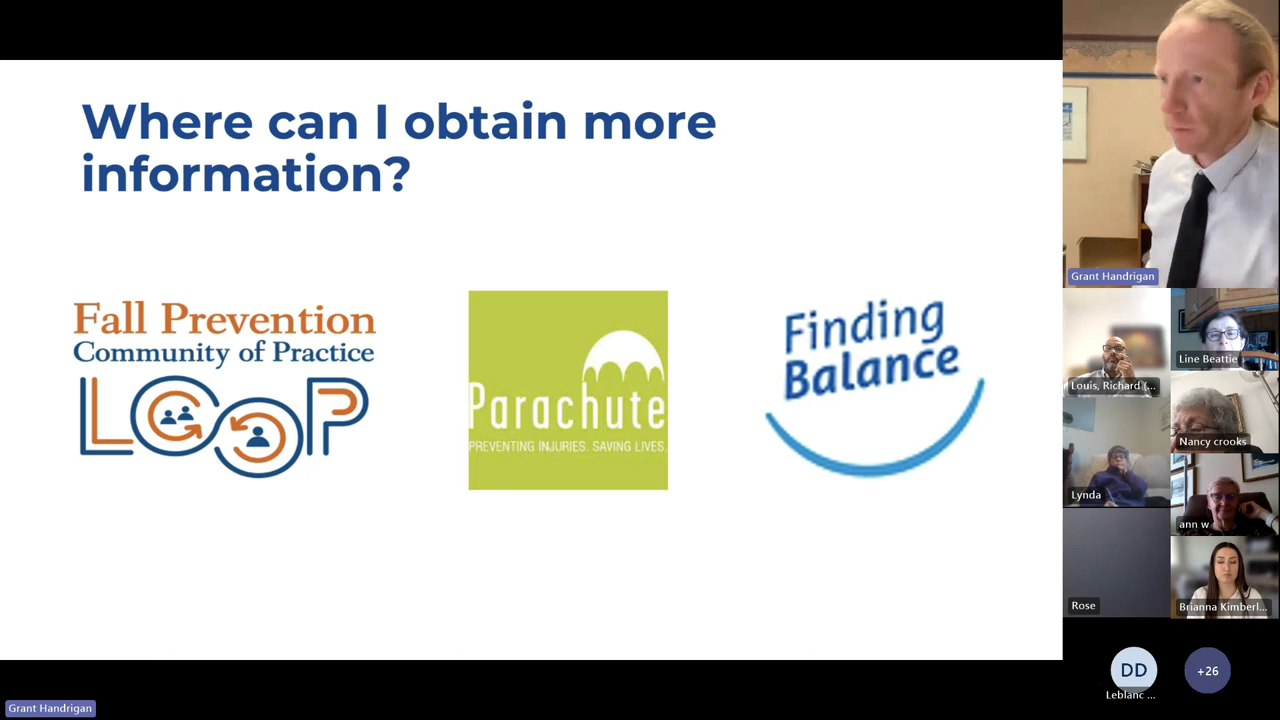 Where can I obtain more
information?
Fall Prevention
Community of Practice
LOOP
Parachute
PREVENTING INJURIES. SAVING LIVES.
Finding
Balance
Grant Handrigan
Louis, Richard (...
Line Beattie
Nancy crooks
Lynda
ann w
Rose
Brianna Kimberl...
DD
Leblanc ...
+26
Grant Handrigan